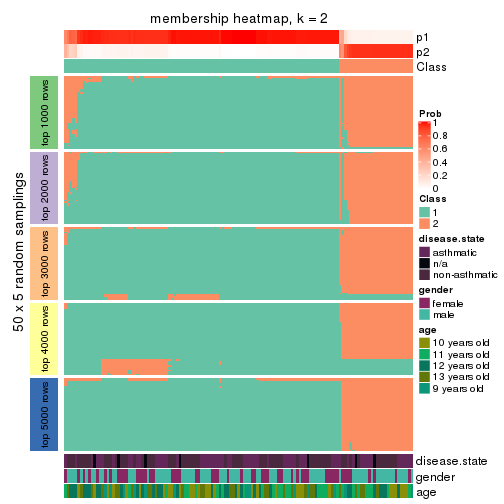 membership heatmap, k = 2
p1
p2
Class
50 x 5 random samplings
top 1000 rows
top 2000 rows
top 3000 rows
top 4000 rows
top 5000 rows
disease.state
gender
age
Prob
1
0.8
0.6
0.4
0.2
0
Class
1
2
disease.state
asthmatic
n/a
non-asthmatic
gender
female
male
age
10 years old
11 years old
12 years old
13 years old
9 years old